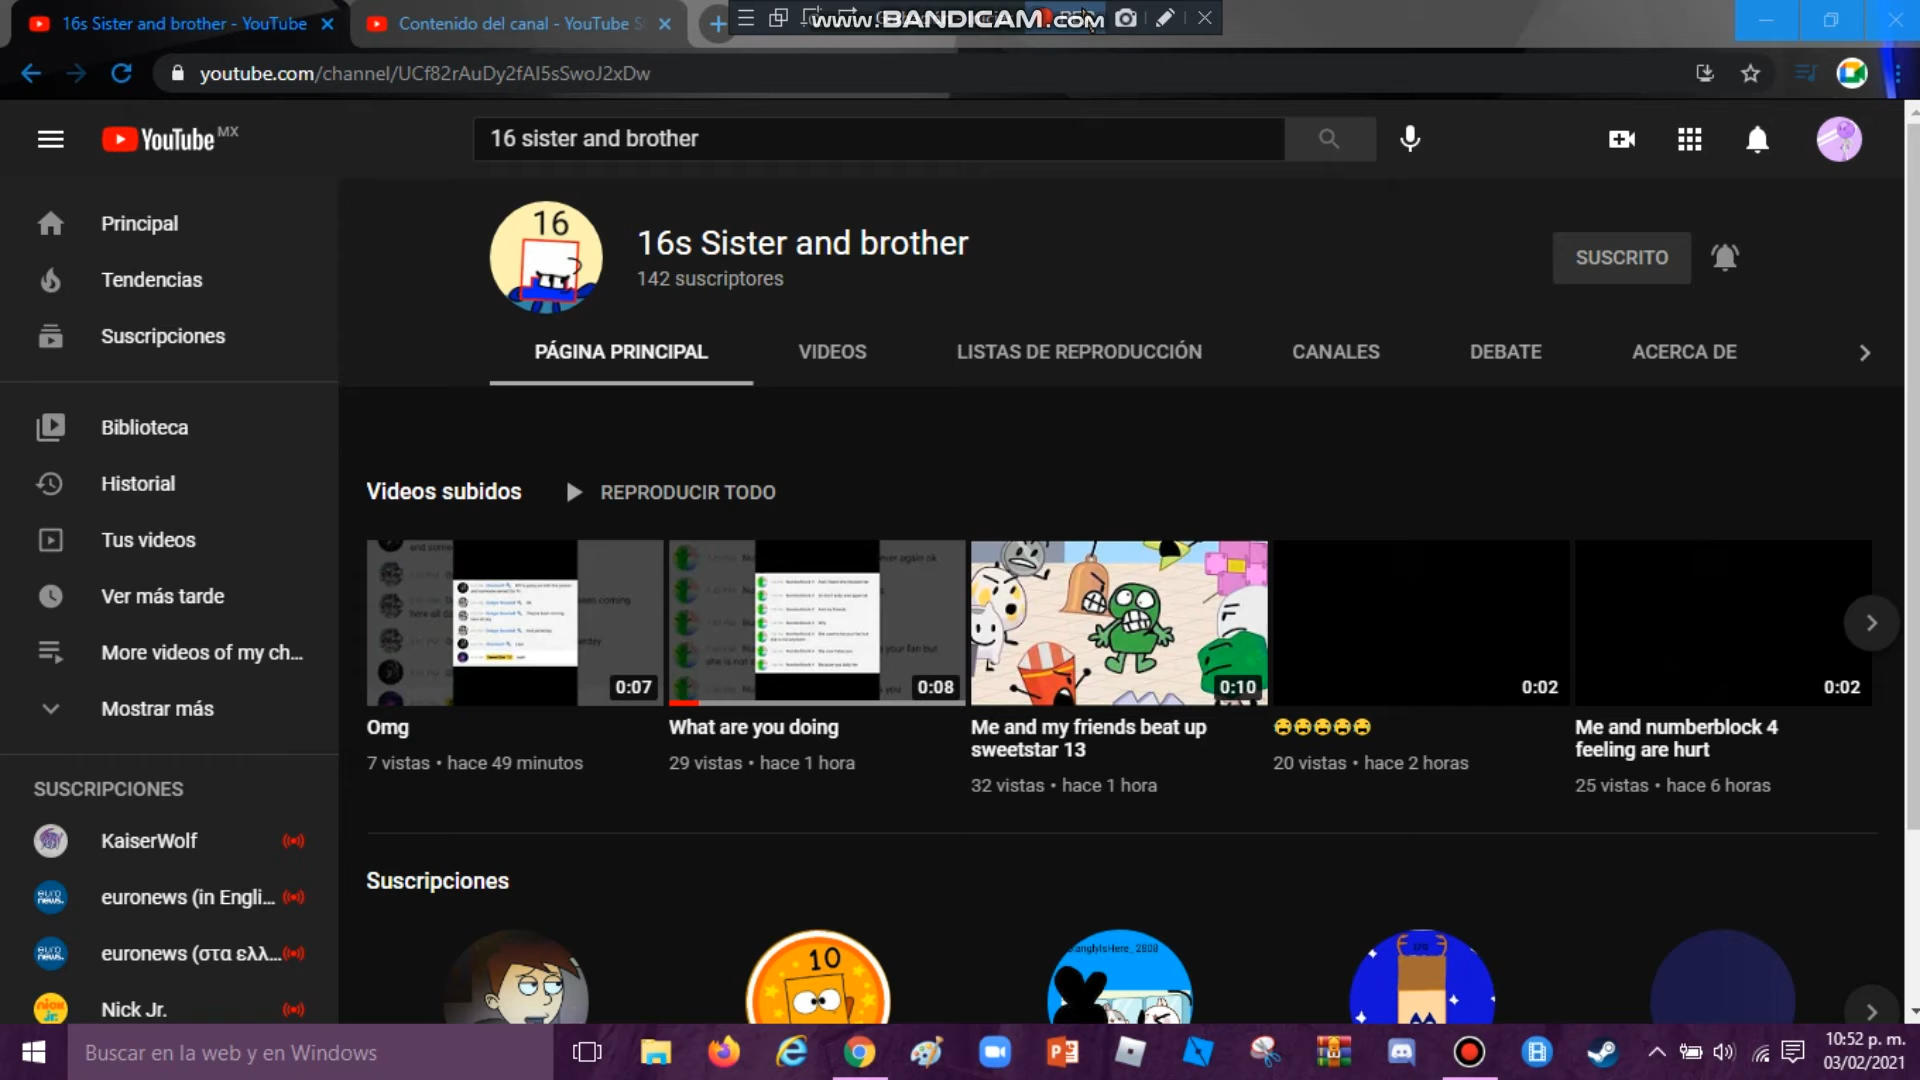 16s Sister and brother - YouTube
Contenido del canal - YouTube S
www.BANDICAM.com
youtube.com/channel/UCf82rAuDy2fAI5sSwoJ2xDw
YouTube MX
16 sister and brother
Principal
Tendencias
Suscripciones
Biblioteca
Historial
Tus videos
Ver más tarde
More videos of my ch...
Mostrar más
SUSCRIPCIONES
KaiserWolf
euronews (in Engli...
euronews (στα ελλ...
Nick Jr.
16
16s Sister and brother
142 suscriptores
SUSCRITO
PÁGINA PRINCIPAL
VIDEOS
LISTAS DE REPRODUCCIÓN
CANALES
DEBATE
ACERCA DE
Videos subidos
REPRODUCIR TODO
0:07
0:08
0:10
0:02
0:02
Omg
7 vistas • hace 49 minutos
What are you doing
29 vistas • hace 1 hora
Me and my friends beat up
sweetstar 13
32 vistas • hace 1 hora
20 vistas • hace 2 horas
Me and numberblock 4
feeling are hurt
25 vistas • hace 6 horas
Suscripciones
10
Buscar en la web y en Windows
10:52 p. m.
03/02/2021